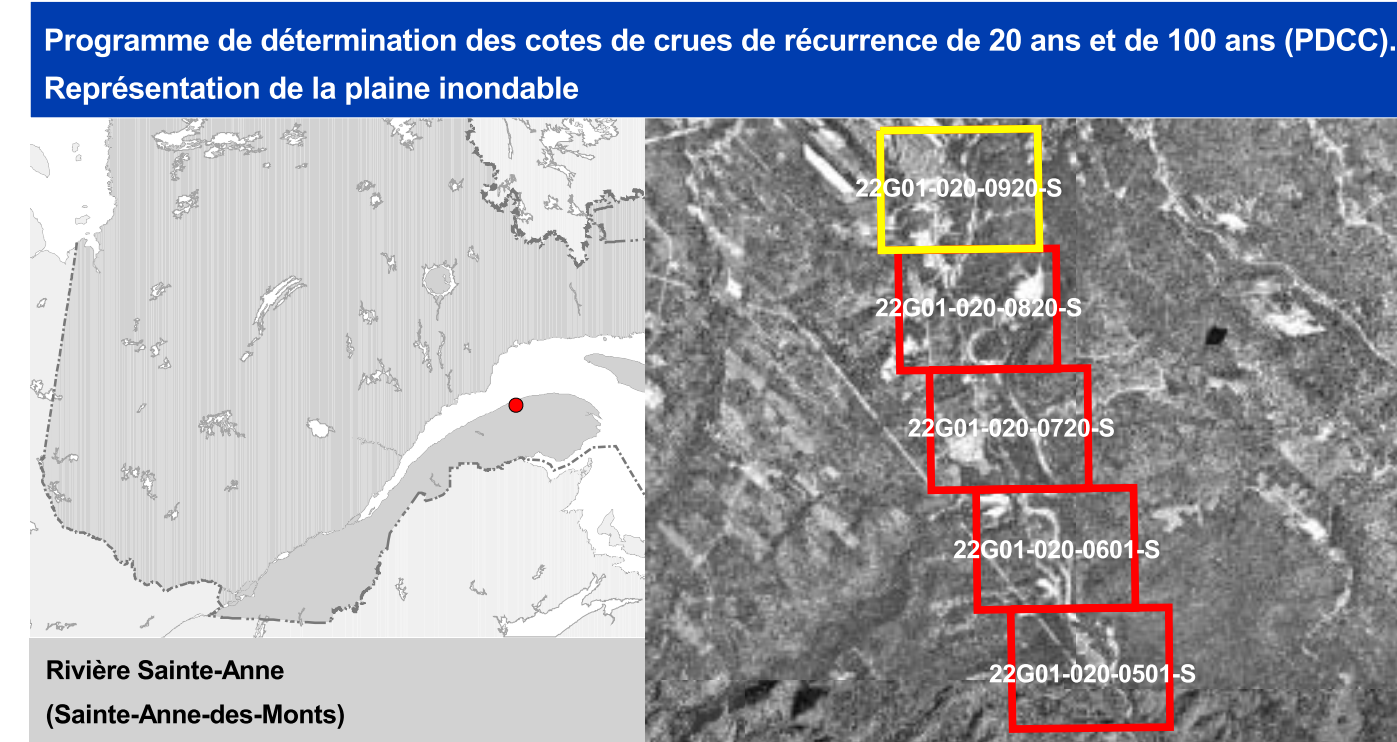 Programme de détermination des cotes de crues de récurrence de 20 ans et de 100 ans (PDCC).
Représentation de la plaine inondable
22G01-020-0920-S
22G01-020-0820-S
22G01-020-0720-S
22G01-020-0601-S
22G01-020-0501-S
Rivière Sainte-Anne
(Sainte-Anne-des-Monts)